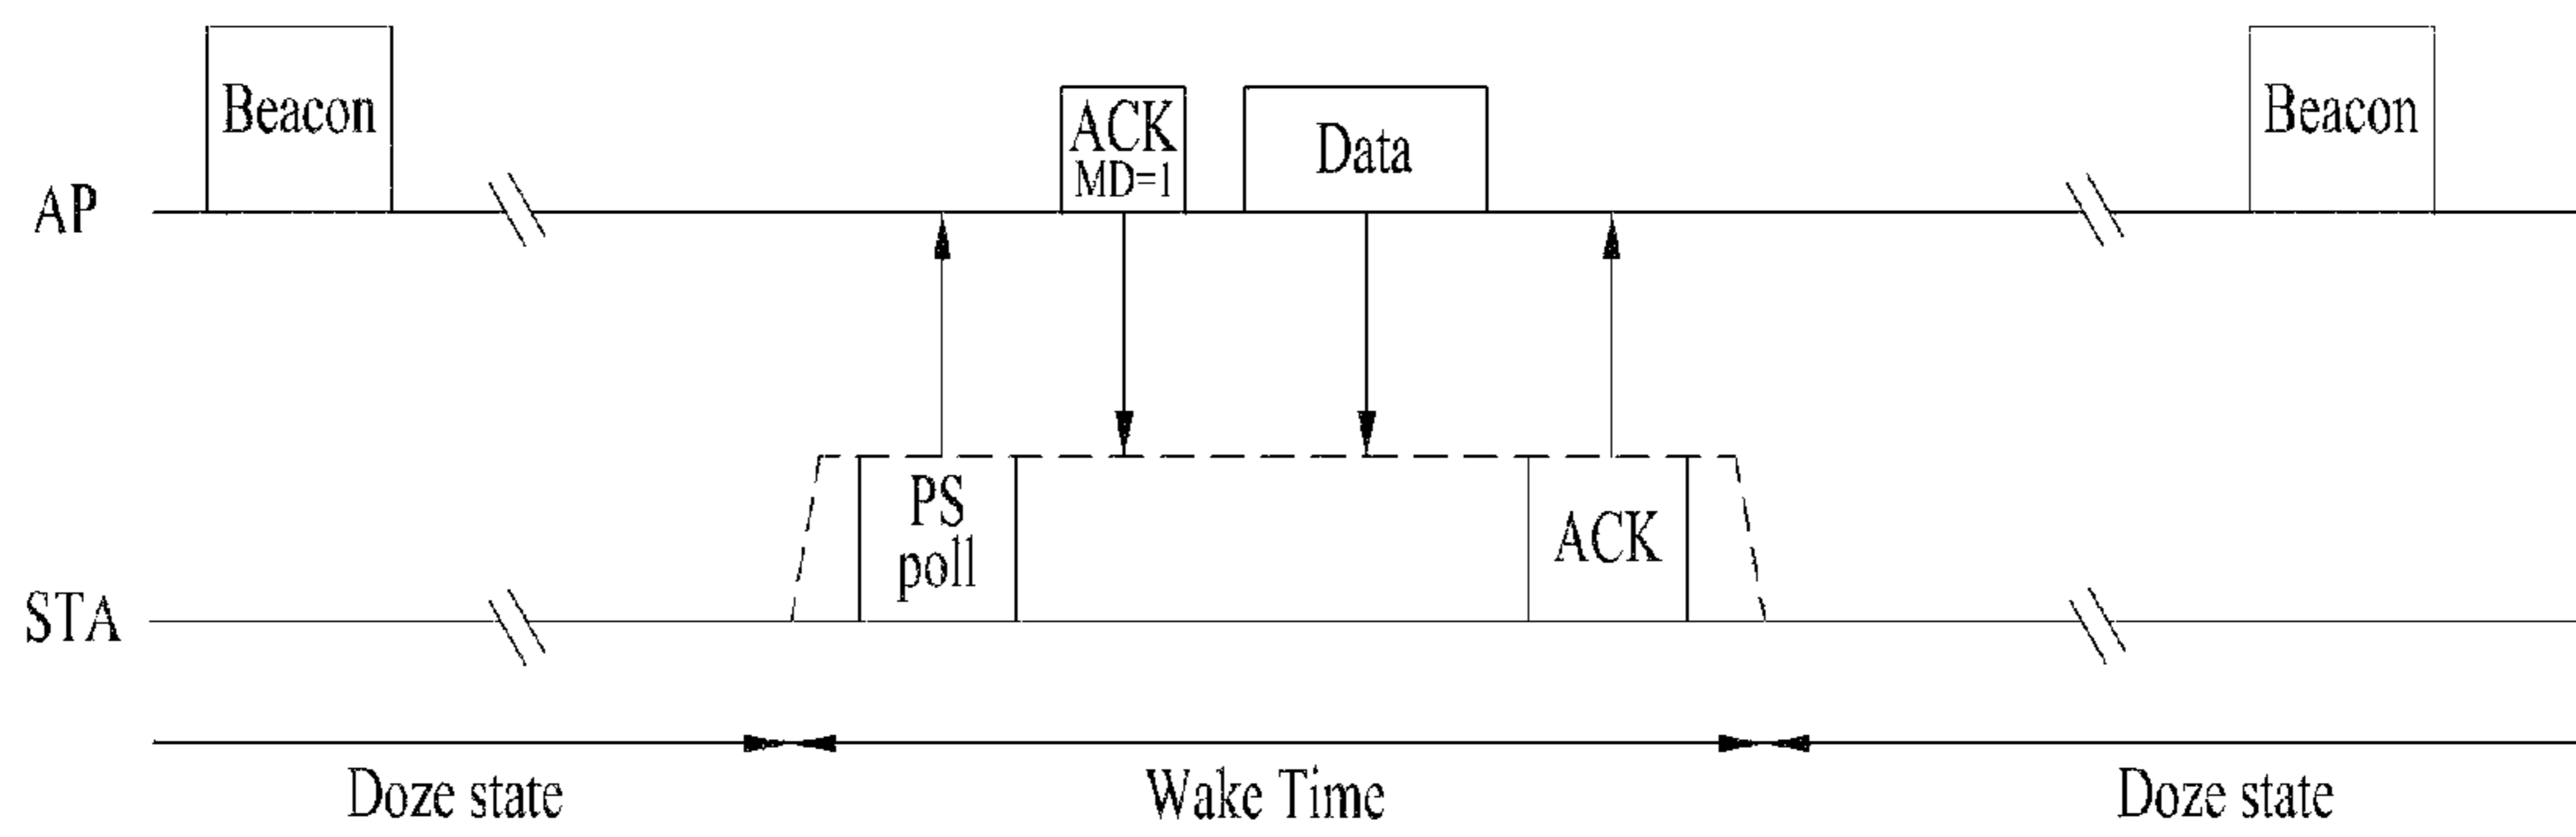 Beacon
ACK
MD=1
Data
Beacon
AP
PS
poll
ACK
STA
Doze state
Wake Time
Doze state